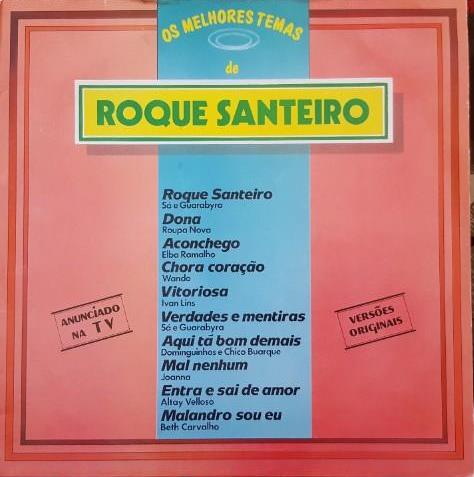 OS MELHORES TEMAS
de
ROQUE SANTEIRO
Roque Santeiro
Sá e Guarabyra
Dona
Roupa Nova
Aconchego
Elba Ramalho
Chora coração
Wando
Vitoriosa
Ivan Lins
Verdades e mentiras
Sá e Guarabyra
Aqui tá bom demais
Dominguinhos e Chico Buarque
Mal nenhum
Joanna
Entra e sai de amor
Altay Velloso
Malandro sou eu
Beth Carvalho
ANUNCIADO
NA TV
VERSÕES
ORIGINAIS